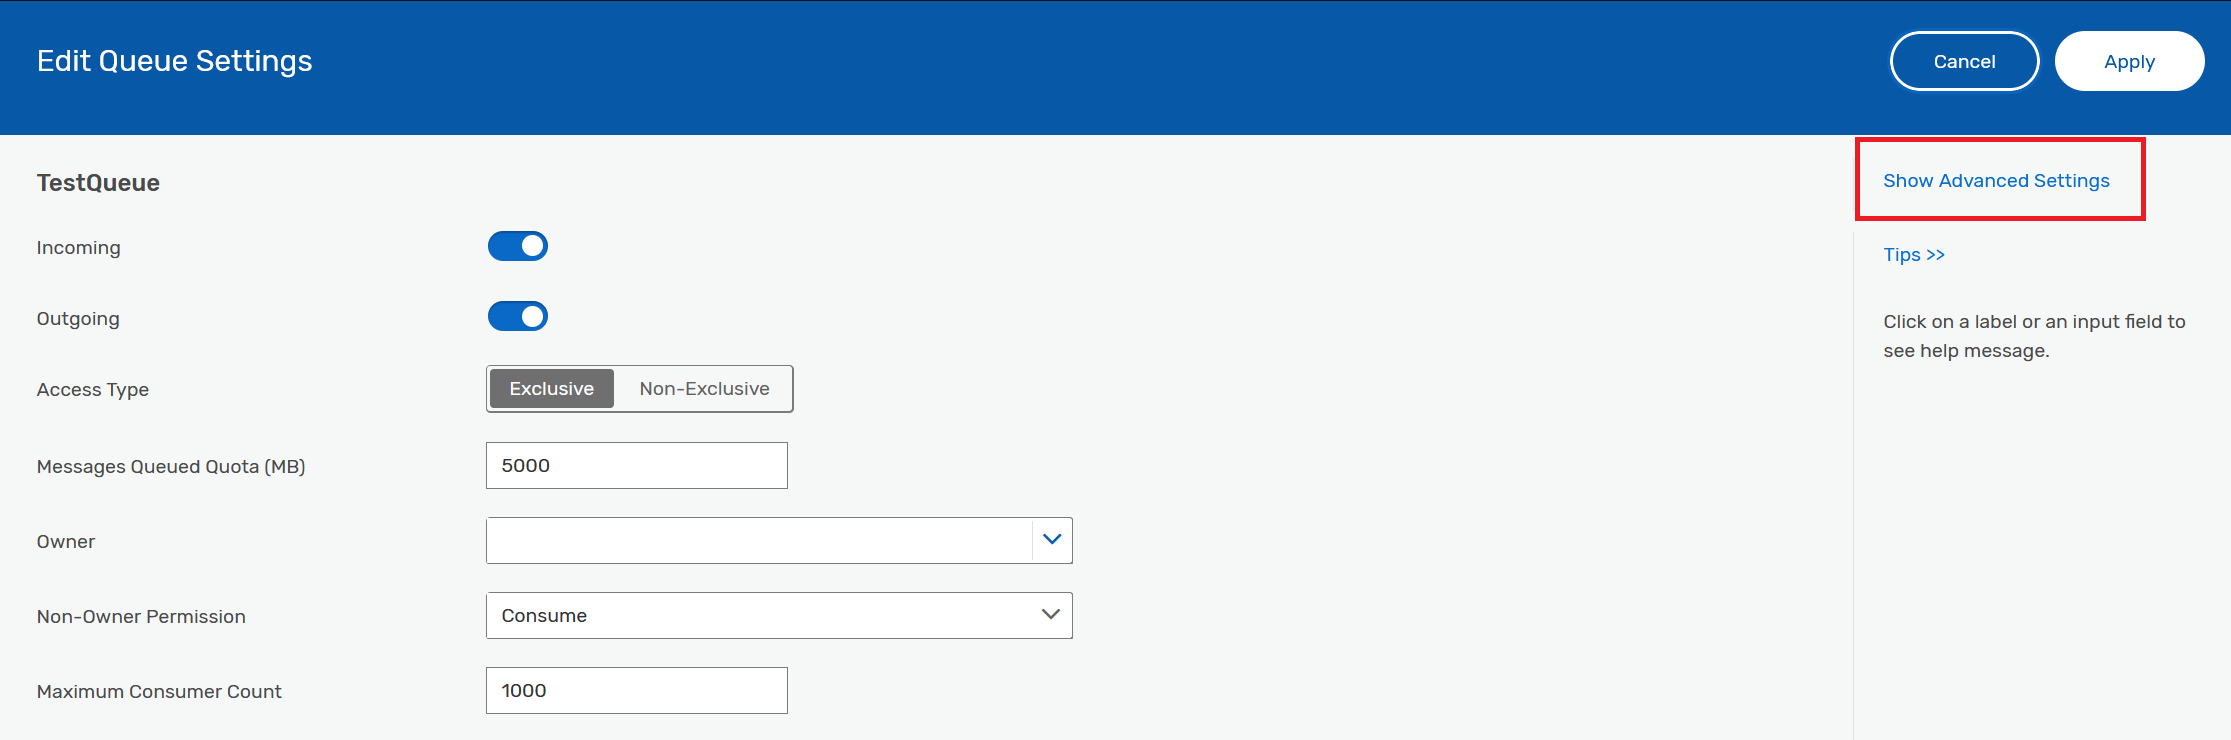 Edit Queue Settings
Cancel
Apply
TestQueue
Show Advanced Settings
Incoming
Tips >>
Outgoing
Click on a label or an input field to
see help message.
Access Type
Exclusive
Non-Exclusive
Messages Queued Quota (MB)
5000
Owner
Non-Owner Permission
Consume
Maximum Consumer Count
1000